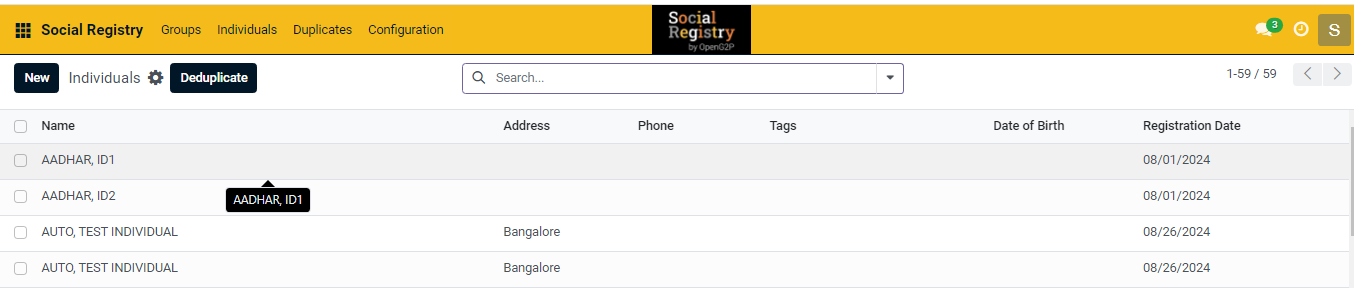 Social Registry Groups Individuals Duplicates Configuration
Social
Registry
by OpenG2P
3
S
New Individuals Deduplicate Search... 1-59 / 59
Name Address Phone Tags Date of Birth Registration Date
AADHAR, ID1 08/01/2024
AADHAR, ID1
AADHAR, ID2 08/01/2024
AUTO, TEST INDIVIDUAL Bangalore 08/26/2024
AUTO, TEST INDIVIDUAL Bangalore 08/26/2024